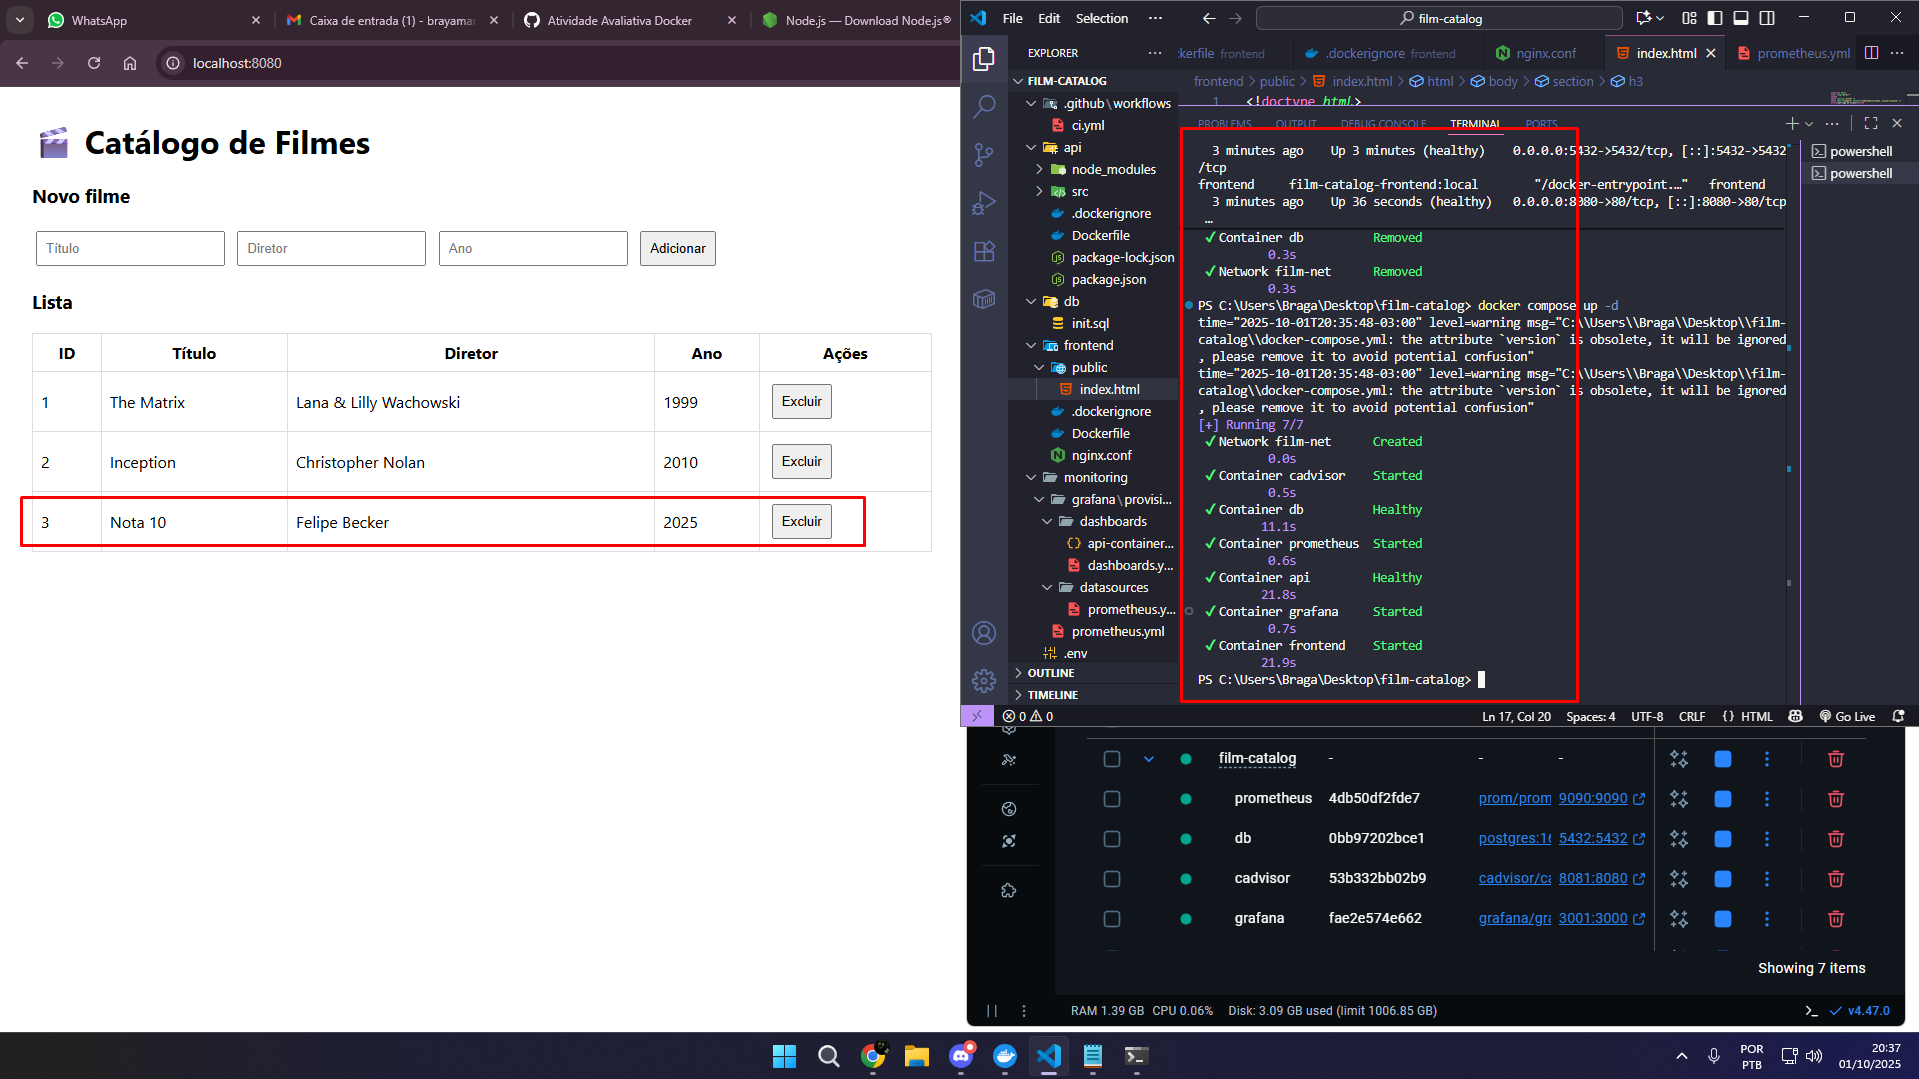 WhatsApp
Caixa de entrada (1) - brayamar
Atividade Avaliativa Docker
Node.js — Download Node.js®
localhost:8080
Catálogo de Filmes
Novo filme
Título
Diretor
Ano
Adicionar
Lista
ID Título Diretor Ano Ações
1 The Matrix Lana & Lilly Wachowski 1999 Excluir
2 Inception Christopher Nolan 2010 Excluir
3 Nota 10 Felipe Becker 2025 Excluir
File Edit Selection ···
film-catalog
EXPLORER ···
FILM-CATALOG
.github\workflows
ci.yml
api
node_modules
src
.dockerignore
Dockerfile
package-lock.json
package.json
db
init.sql
frontend
public
index.html
.dockerignore
Dockerfile
nginx.conf
monitoring
grafana\provisi...
dashboards
api-container...
dashboards.y...
datasources
prometheus.y...
prometheus.yml
.env
OUTLINE
TIMELINE
ckerfile frontend
.dockerignore frontend
nginx.conf
index.html
prometheus.yml
frontend > public > index.html > html > body > section > h3
1 <!doctype html>
PROBLEMS OUTPUT DEBUG CONSOLE TERMINAL PORTS
3 minutes ago Up 3 minutes (healthy) 0.0.0.0:5432->5432/tcp, [::]:5432->5432
/tcp
frontend film-catalog-frontend:local "/docker-entrypoint.…" frontend
3 minutes ago Up 36 seconds (healthy) 0.0.0.0:8080->80/tcp, [::]:8080->80/tcp
…
✔Container db Removed
0.3s
✔Network film-net Removed
0.3s
PS C:\Users\Braga\Desktop\film-catalog> docker compose up -d
time="2025-10-01T20:35:48-03:00" level=warning msg="C:\\Users\\Braga\\Desktop\\film-
catalog\\docker-compose.yml: the attribute `version` is obsolete, it will be ignored
, please remove it to avoid potential confusion"
time="2025-10-01T20:35:48-03:00" level=warning msg="C:\\Users\\Braga\\Desktop\\film-
catalog\\docker-compose.yml: the attribute `version` is obsolete, it will be ignored
, please remove it to avoid potential confusion"
[+] Running 7/7
✔Network film-net Created
0.0s
✔Container cadvisor Started
0.5s
✔Container db Healthy
11.1s
✔Container prometheus Started
0.6s
✔Container api Healthy
21.8s
✔Container grafana Started
0.7s
✔Container frontend Started
21.9s
PS C:\Users\Braga\Desktop\film-catalog>
powershell
powershell
0 0
Ln 17, Col 20 Spaces: 4 UTF-8 CRLF {} HTML Go Live
film-catalog - - -
prometheus 4db50df2fde7 prom/prom 9090:9090
db 0bb97202bce1 postgres:16 5432:5432
cadvisor 53b332bb02b9 cadvisor/ca 8081:8080
grafana fae2e574e662 grafana/gra 3001:3000
Showing 7 items
RAM 1.39 GB CPU 0.06% Disk: 3.09 GB used (limit 1006.85 GB)
v4.47.0
POR
PTB
20:37
01/10/2025